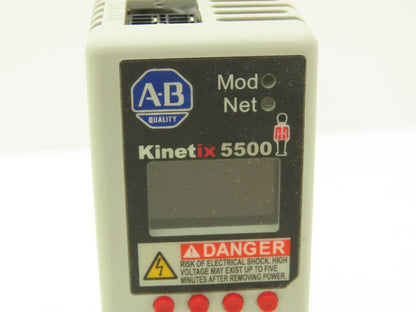 Mod
Net
A-B
QUALITY
Kinetix 5500
DANGER
RISK OF ELECTRICAL SHOCK. HIGH
VOLTAGE MAY EXIST UP TO FIVE
MINUTES AFTER REMOVING POWER.